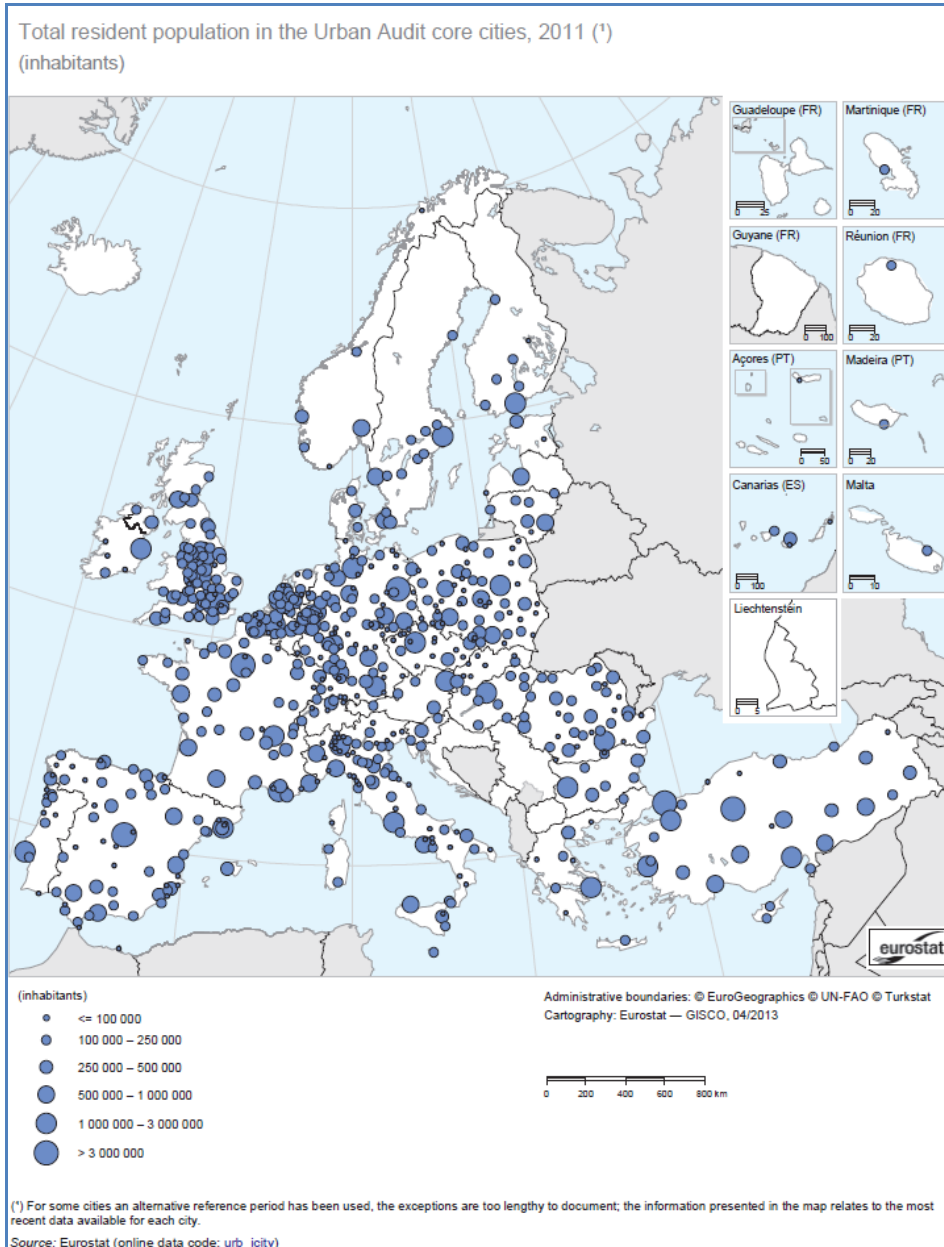 Total resident population in the Urban Audit core cities, 2011 (¹)
(inhabitants)
Guadeloupe (FR)
0 25
Martinique (FR)
0 20
Guyane (FR)
0 100
Réunion (FR)
0 20
Açores (PT)
0 50
Madeira (PT)
0 20
Canarias (ES)
0 100
Malta
0 10
Liechtenstein
0 5
eurostat
(inhabitants)
<= 100 000
100 000 – 250 000
250 000 – 500 000
500 000 – 1 000 000
1 000 000 – 3 000 000
> 3 000 000
Administrative boundaries: © EuroGeographics © UN-FAO © Turkstat
Cartography: Eurostat — GISCO, 04/2013
0 200 400 600 800 km
(¹) For some cities an alternative reference period has been used, the exceptions are too lengthy to document; the information presented in the map relates to the most
recent data available for each city.
Source: Eurostat (online data code: urb_icity)